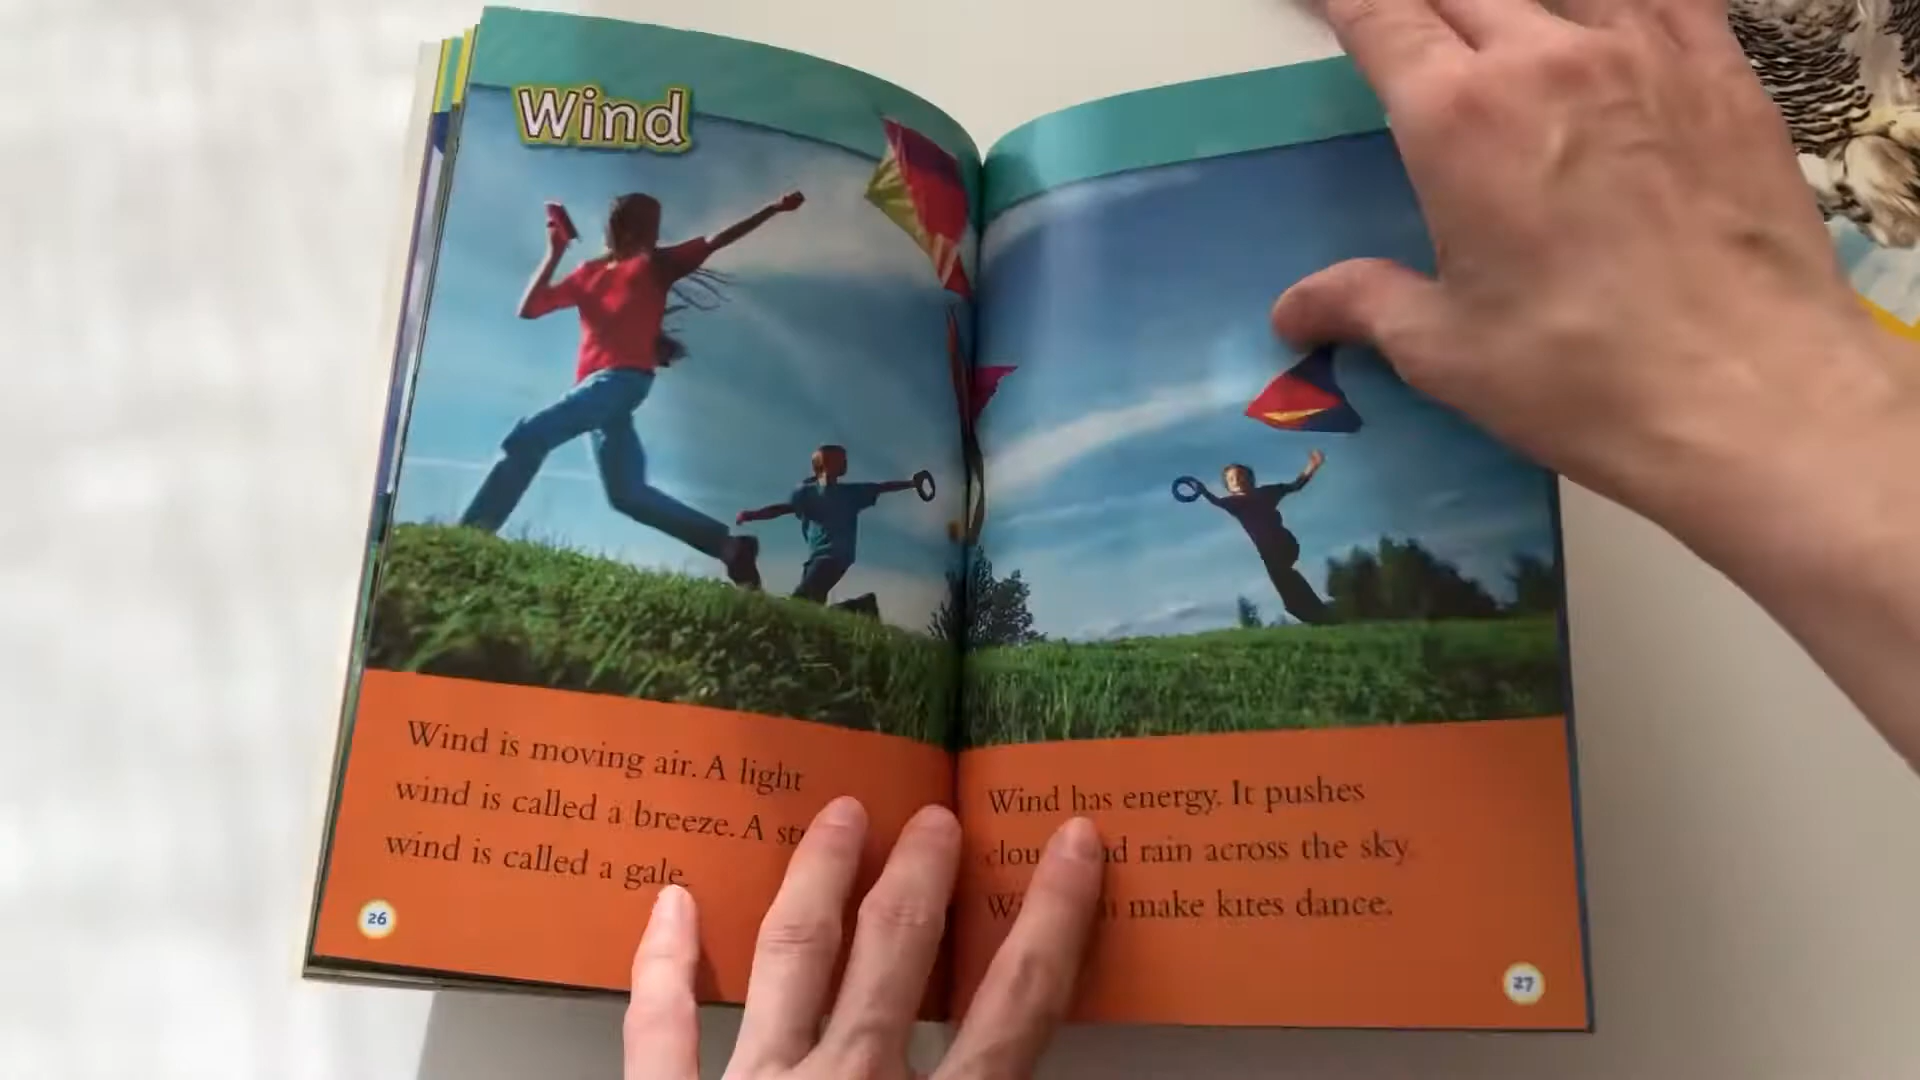 Wind
Wind is moving air. A light
wind is called a breeze. A
wind is called a gale.
26
Wind has energy. It pushes
rain across the sky.
make kites dance.
27